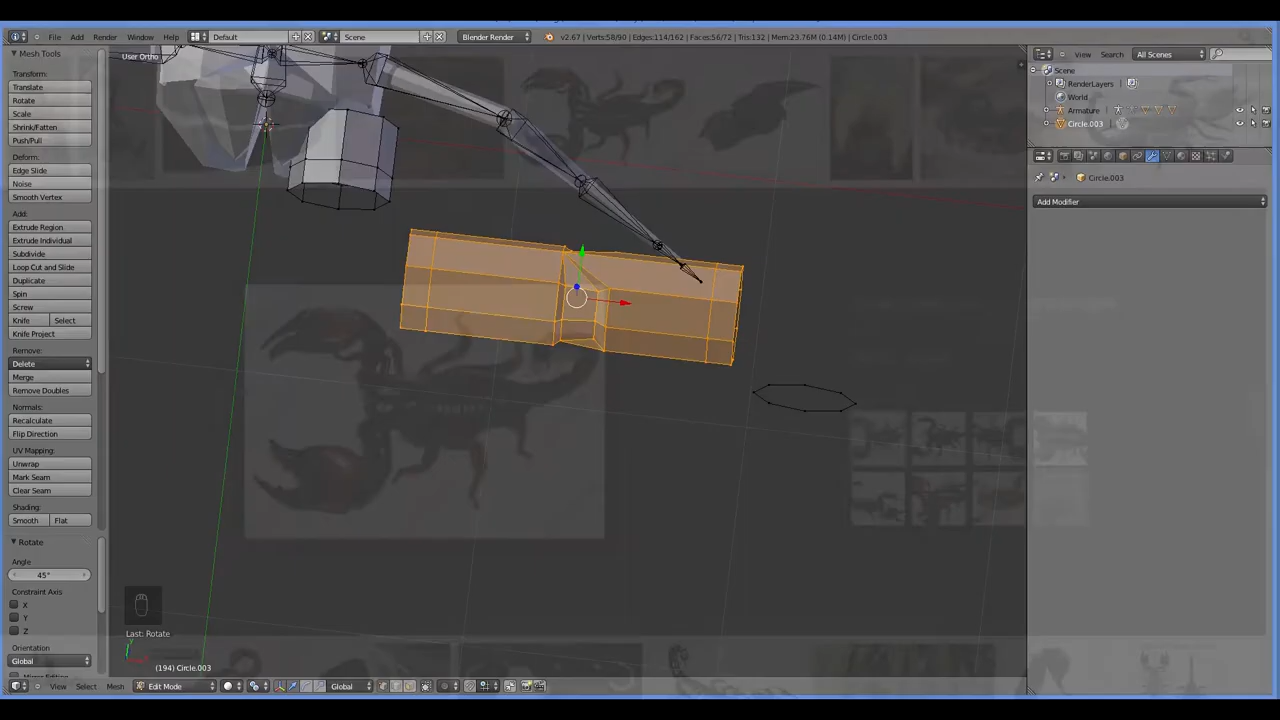 File Add Render Window Help Default Scene Blender Render v2.67 | Verts:58/90 | Edges:114/162 | Faces:56/72 | Tris:132 | Mem:23.76M (0.14M) | Circle.003
Mesh Tools
User Ortho
View Search All Scenes
Transform:
Translate
Rotate
Scale
Shrink/Fatten
Push/Pull
Deform:
Edge Slide
Noise
Smooth Vertex
Add:
Extrude Region
Extrude Individual
Subdivide
Loop Cut and Slide
Duplicate
Spin
Screw
Knife Select
Knife Project
Remove:
Delete
Merge
Remove Doubles
Normals:
Recalculate
Flip Direction
UV Mapping:
Unwrap
Mark Seam
Clear Seam
Shading:
Smooth Flat
Rotate
Angle
45°
Constraint Axis
X
Y
Z
Orientation
Global
Last: Rotate
(194) Circle.003
View Select Mesh Edit Mode Global
Scene
RenderLayers
World
Armature
Circle.003
Circle.003
Add Modifier